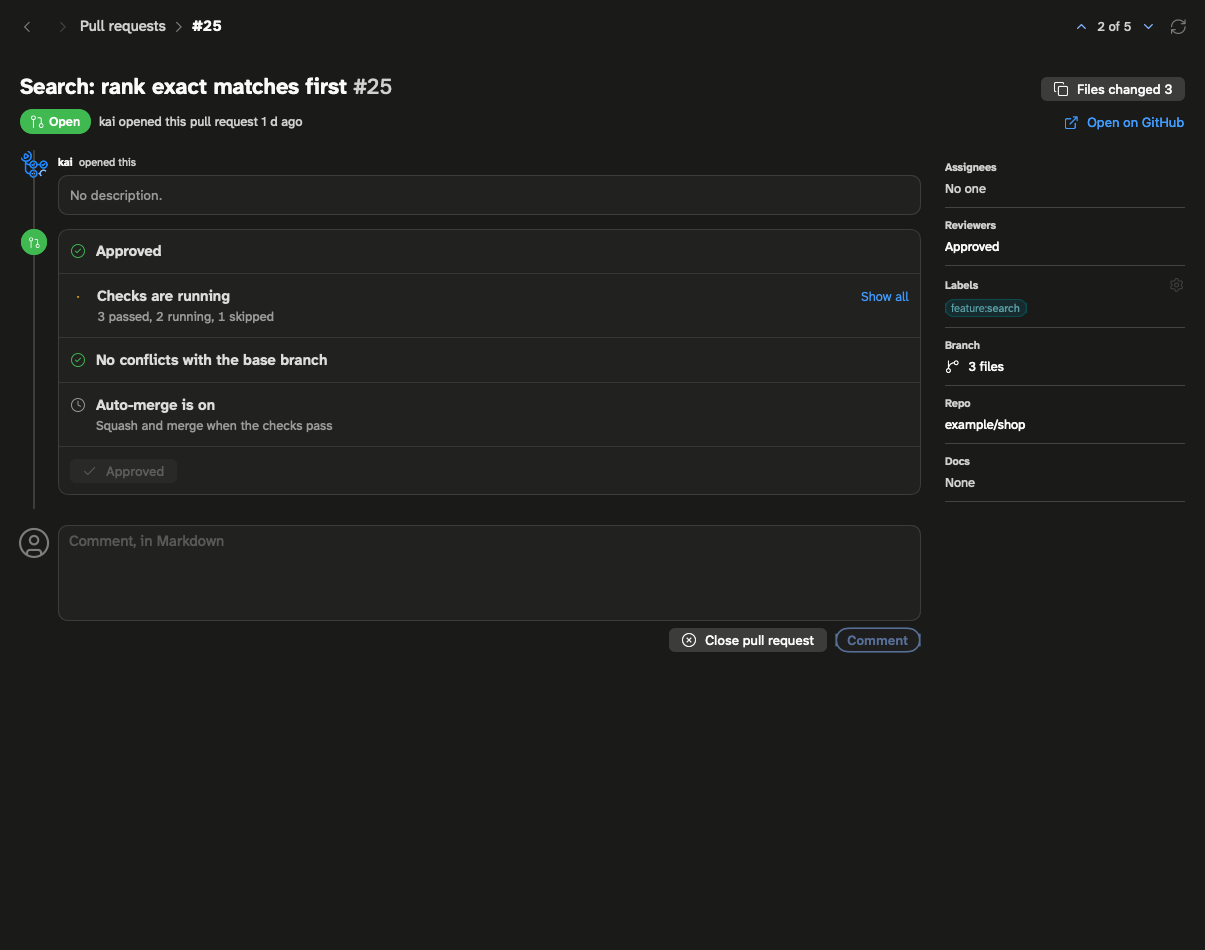 Pull requests
#25
2 of 5
Search: rank exact matches first #25
Files changed 3
Open
kai opened this pull request 1 d ago
Open on GitHub
kai opened this
No description.
Approved
Checks are running
3 passed, 2 running, 1 skipped
Show all
No conflicts with the base branch
Auto-merge is on
Squash and merge when the checks pass
Approved
Comment, in Markdown
Close pull request
Comment
Assignees
No one
Reviewers
Approved
Labels
feature:search
Branch
3 files
Repo
example/shop
Docs
None